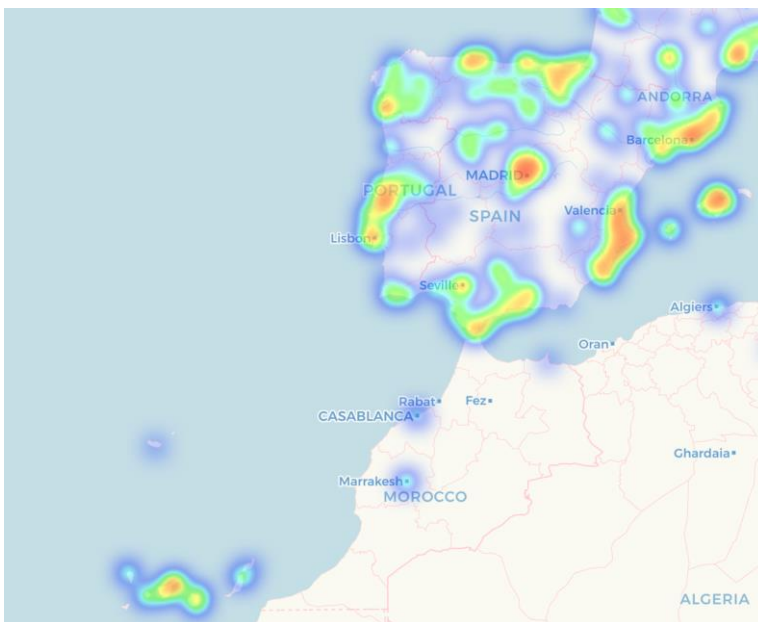 ANDORRA
Barcelona
MADRID
PORTUGAL
SPAIN
Valencia
Lisbon
Seville
Algiers
Oran
Rabat
Fez
CASABLANCA
Ghardaia
Marrakesh
MOROCCO
ALGERIA